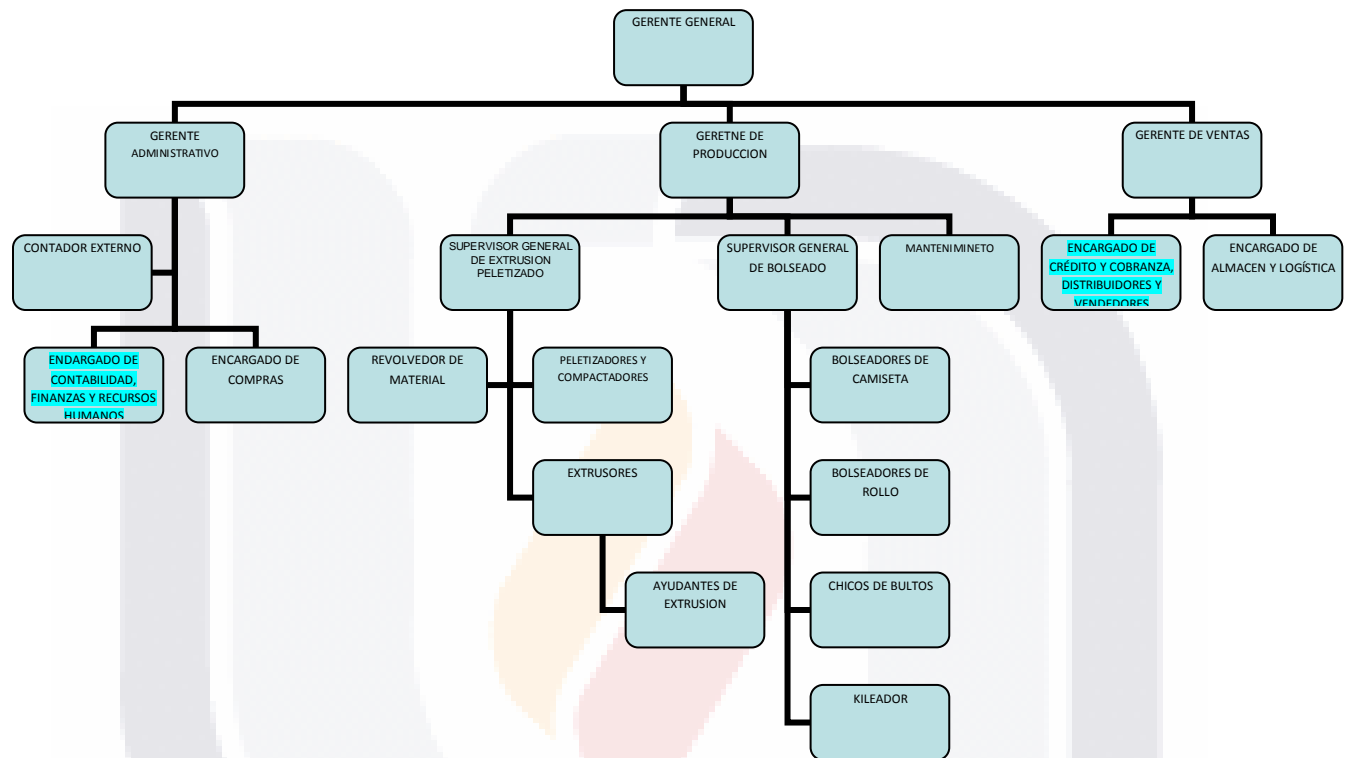 GERENTE GENERAL
GERENTE
ADMINISTRATIVO
GERETNE DE
PRODUCCION
GERENTE DE VENTAS
CONTADOR EXTERNO
SUPERVISOR GENERAL
DE EXTRUSION
PELETIZADO
SUPERVISOR GENERAL
DE BOLSEADO
MANTENIMINETO
ENCARGADO DE
CRÉDITO Y COBRANZA,
DISTRIBUIDORES Y
VENDEDORES
ENCARGADO DE
ALMACEN Y LOGÍSTICA
ENDARGADO DE
CONTABILIDAD,
FINANZAS Y RECURSOS
HUMANOS
ENCARGADO DE
COMPRAS
REVOLVEDOR DE
MATERIAL
PELETIZADORES Y
COMPACTADORES
BOLSEADORES DE
CAMISETA
EXTRUSORES
BOLSEADORES DE
ROLLO
AYUDANTES DE
EXTRUSION
CHICOS DE BULTOS
KILEADOR